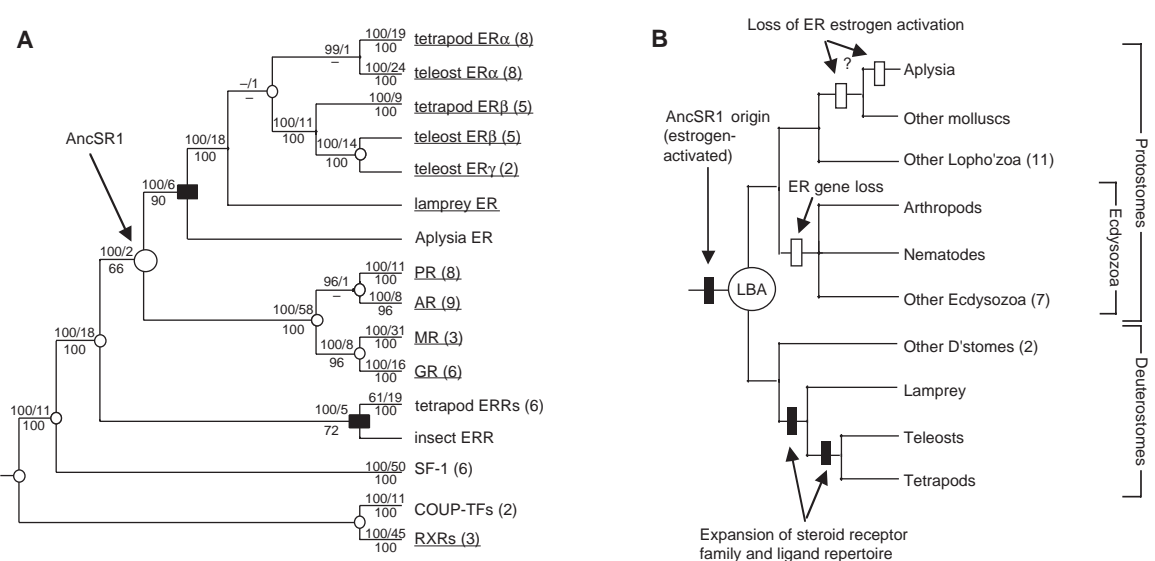 A
AncSR1
100/19
100
tetrapod ERα (8)
99/1
–
100/24
100
teleost ERα (8)
–/1
–
100/9
100
tetrapod ERβ (5)
100/11
100
100/14
100
teleost ERβ (5)
teleost ERγ (2)
100/18
100
100/6
90
lamprey ER
Aplysia ER
100/2
66
100/11
100
PR (8)
96/1
–
100/8
96
AR (9)
100/58
100
100/31
100
MR (3)
100/8
96
100/16
100
GR (6)
100/18
100
61/19
100
tetrapod ERRs (6)
100/5
72
insect ERR
100/11
100
100/50
100
SF-1 (6)
100/11
100
COUP-TFs (2)
100/45
100
RXRs (3)
B
Loss of ER estrogen activation
?
Aplysia
AncSR1 origin
(estrogen-
activated)
Other molluscs
Other Lopho'zoa (11)
ER gene loss
Arthropods
Nematodes
Other Ecdysozoa (7)
LBA
Other D'stomes (2)
Lamprey
Teleosts
Tetrapods
Expansion of steroid receptor
family and ligand repertoire
Ecdysozoa
Protostomes
Deuterostomes